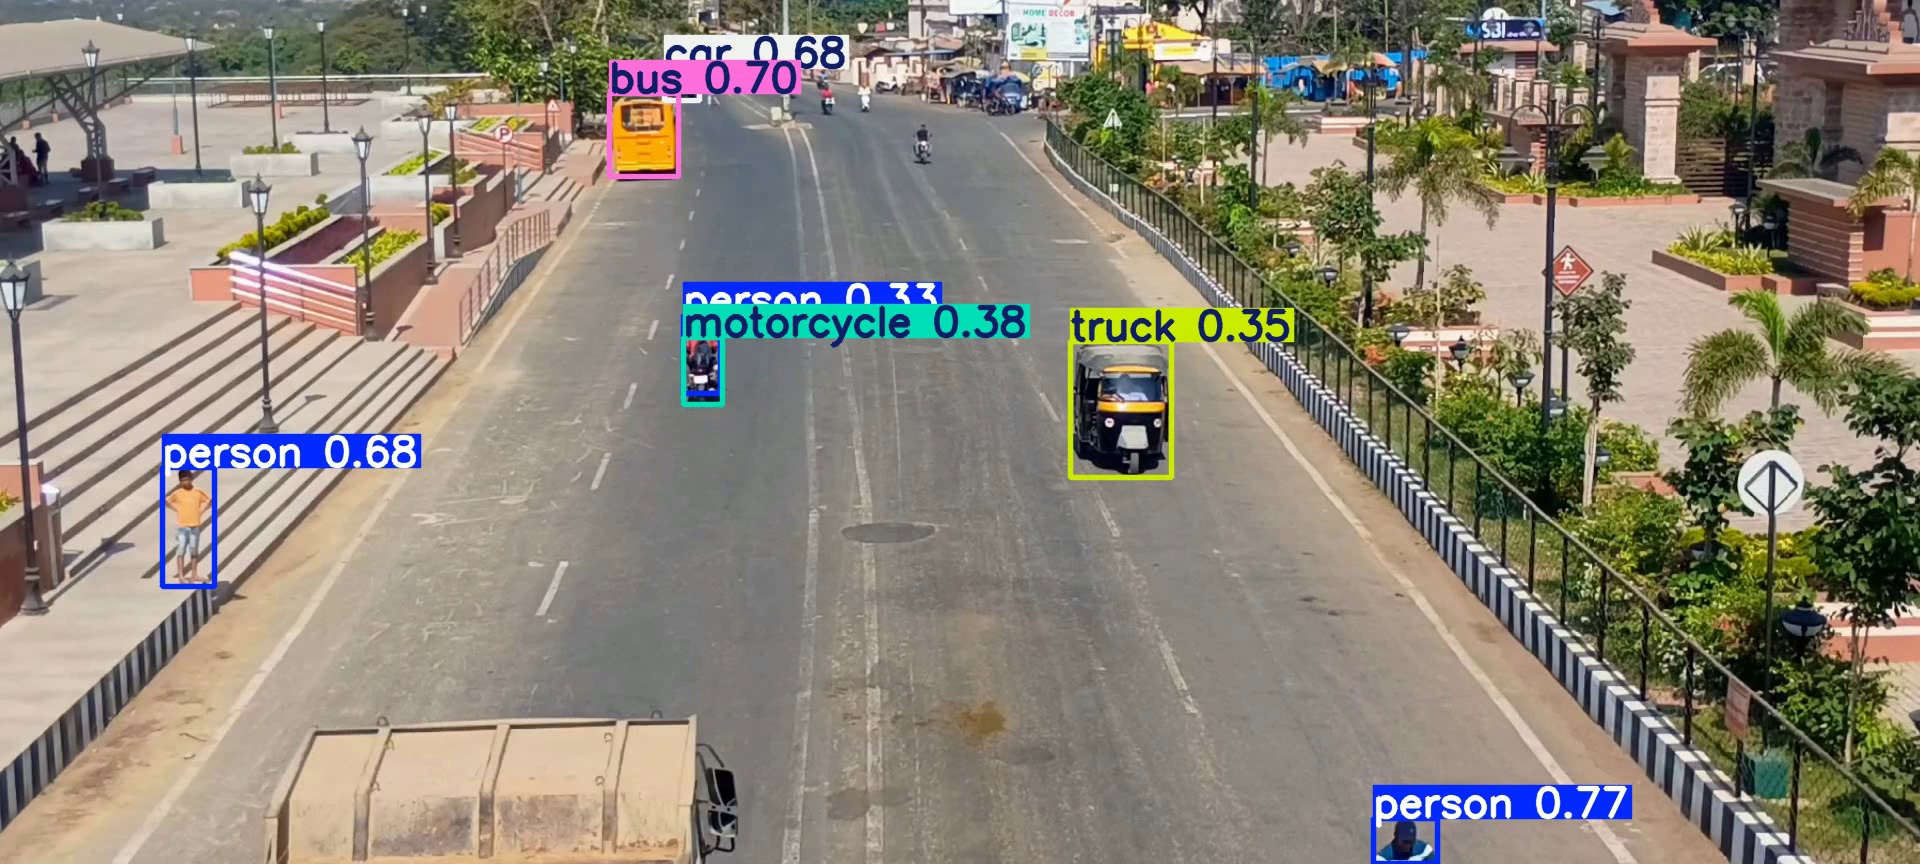 HOME DECOR
SBI
car 0.68
bus 0.70
P
person 0.33
motorcycle 0.38
truck 0.35
person 0.68
person 0.77